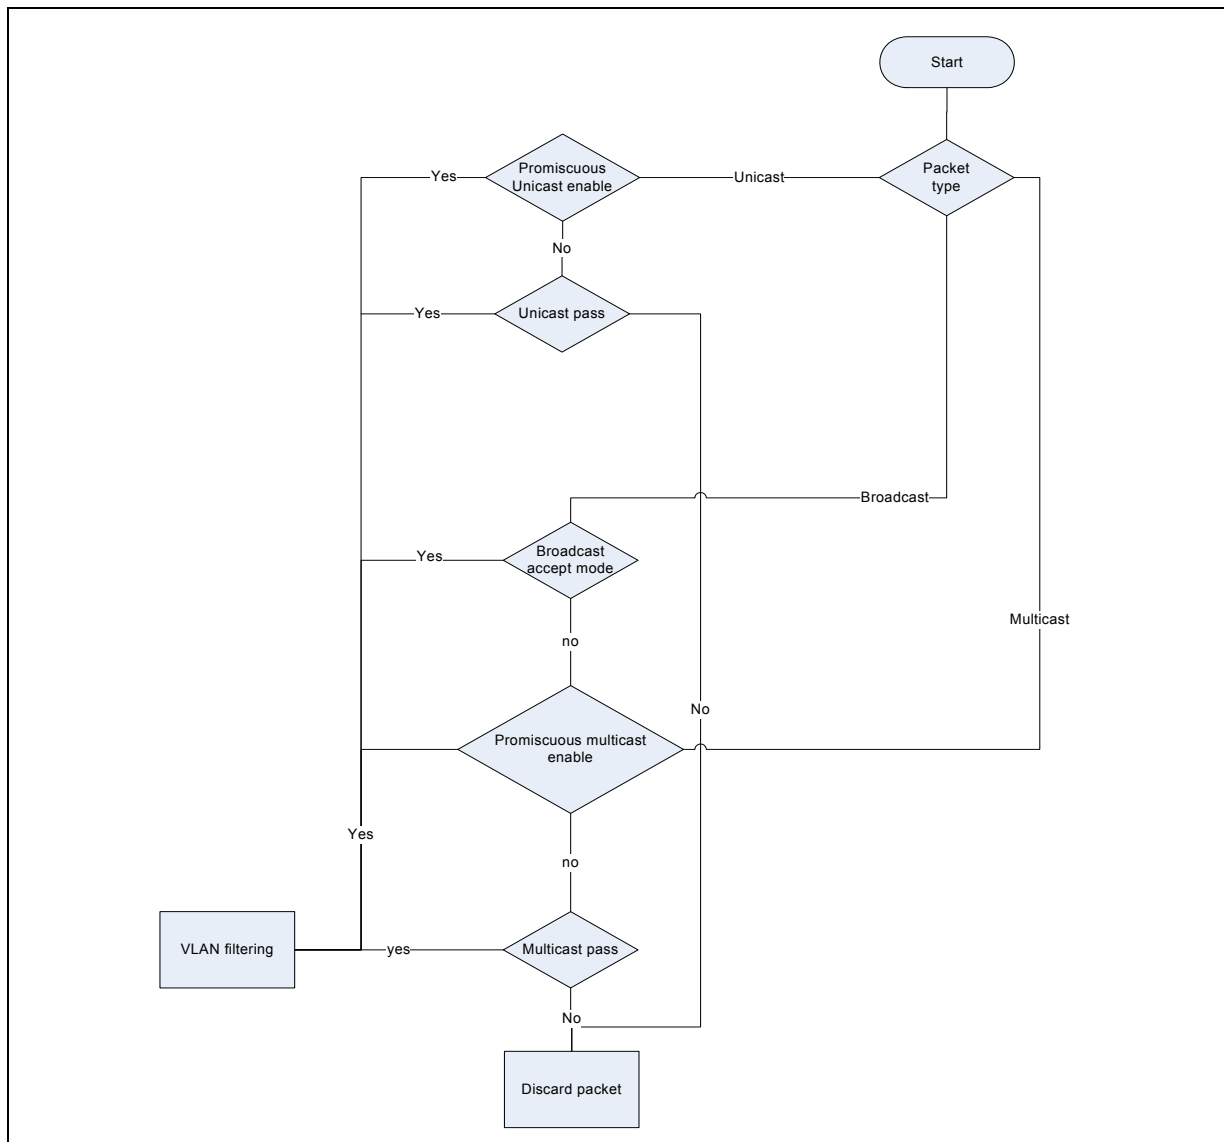 Start
Packet
type
Unicast
Promiscuous
Unicast enable
Yes
No
Unicast pass
Yes
Broadcast
Broadcast
accept mode
Yes
no
Multicast
No
Promiscuous multicast
enable
Yes
no
Multicast pass
yes
VLAN filtering
No
Discard packet